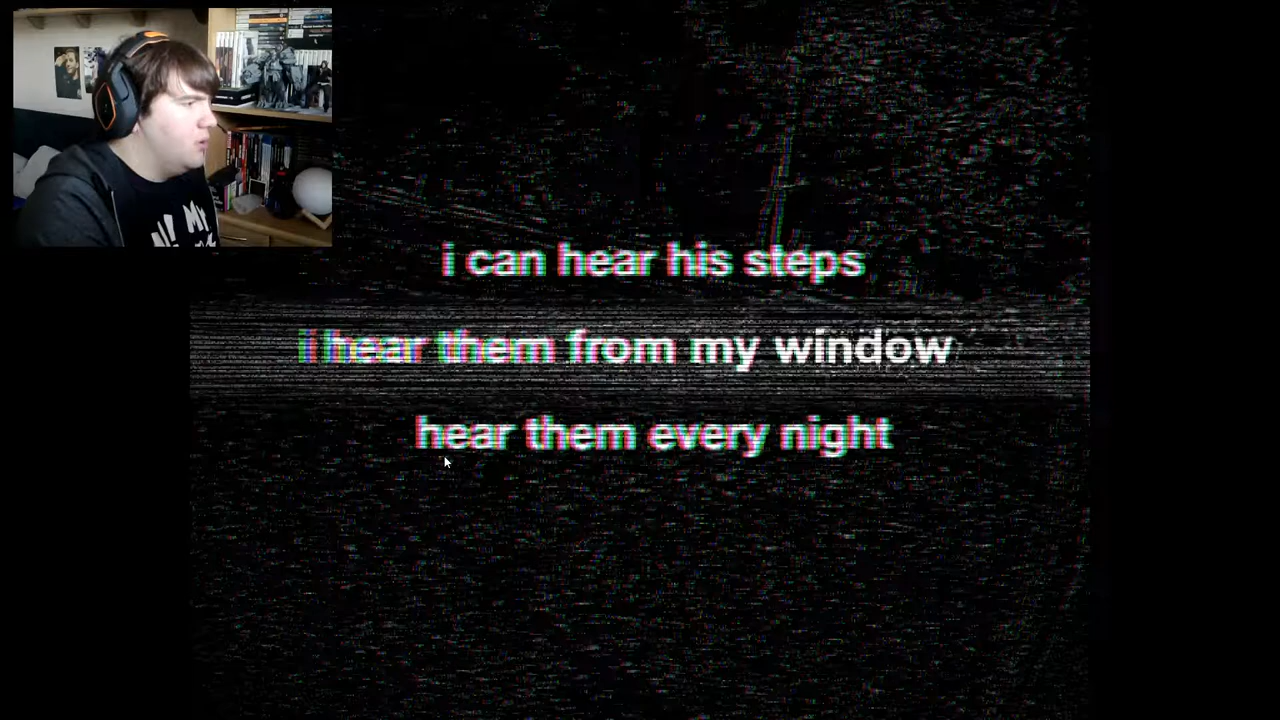 i can hear his steps
i hear them from my window
hear them every night